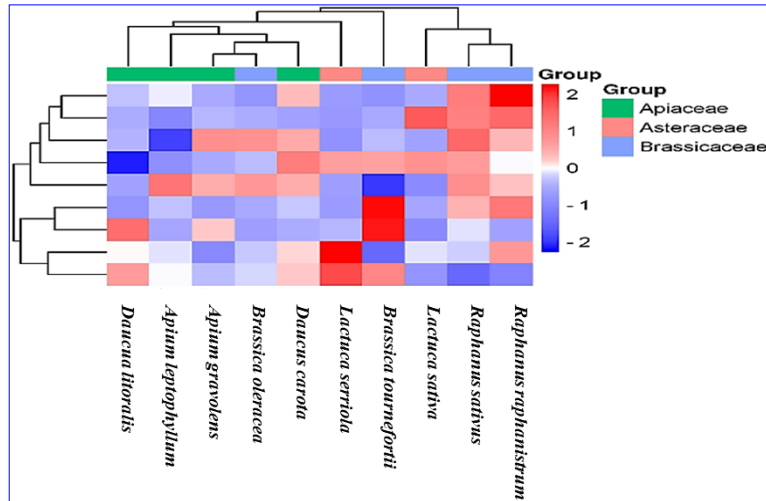 Group
2
1
0
- 1
- 2
Group
Apiaceae
Asteraceae
Brassicaceae
Daucua litoralis
Apium leptophyllum
Apium gravolens
Brassica oleracea
Daucus carota
Lactuca serriola
Brassica tournefortii
Lactuca sativa
Raphanus sativus
Raphanus raphanistrum